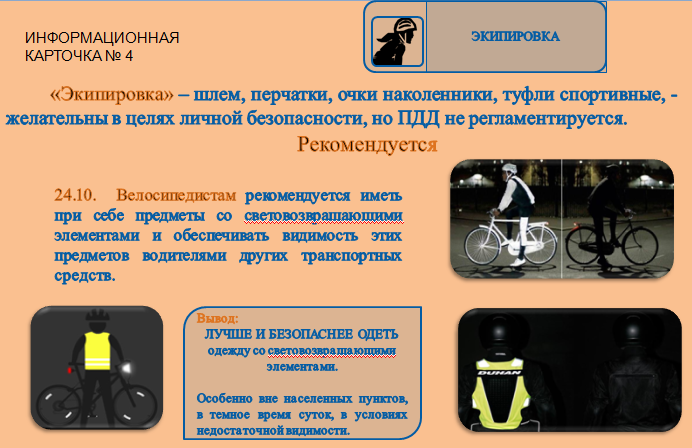 ИНФОРМАЦИОННАЯ
КАРТОЧКА № 4
ЭКИПИРОВКА
«Экипировка» – шлем, перчатки, очки наколенники, туфли спортивные, -
желательны в целях личной безопасности, но ПДД не регламентируется.
Рекомендуется
24.10. Велосипедистам рекомендуется иметь
при себе предметы со световозвращающими
элементами и обеспечивать видимость этих
предметов водителями других транспортных
средств.
Вывод:
ЛУЧШЕ И БЕЗОПАСНЕЕ ОДЕТЬ
одежду со световозвращающими
элементами.
Особенно вне населенных пунктов,
в темное время суток, в условиях
недостаточной видимости.
DUHAN